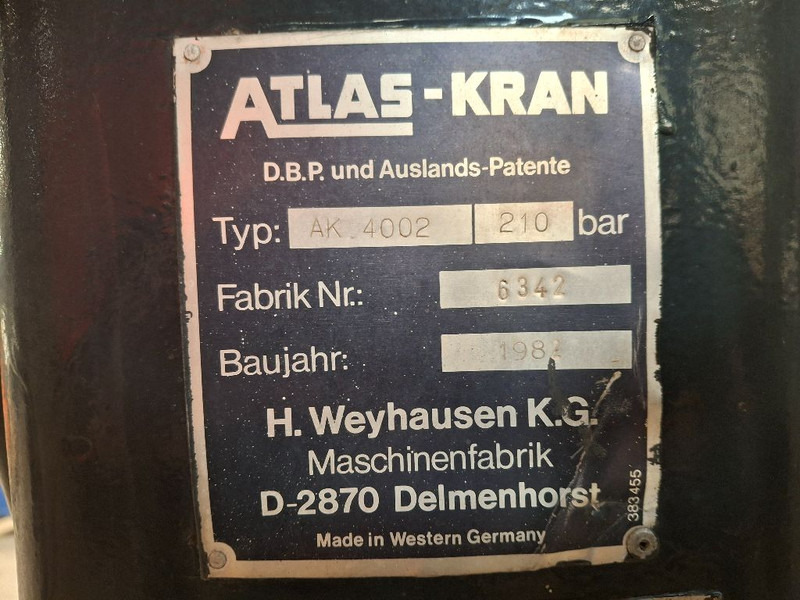 ATLAS-KRAN
D.B.P. und Auslands-Patente
Typ: AK 4002 210 bar
Fabrik Nr.: 6342
Baujahr:
H. Weyhausen K.G.
Maschinenfabrik
D-2870 Delmenhorst
Made in Western Germany
383455